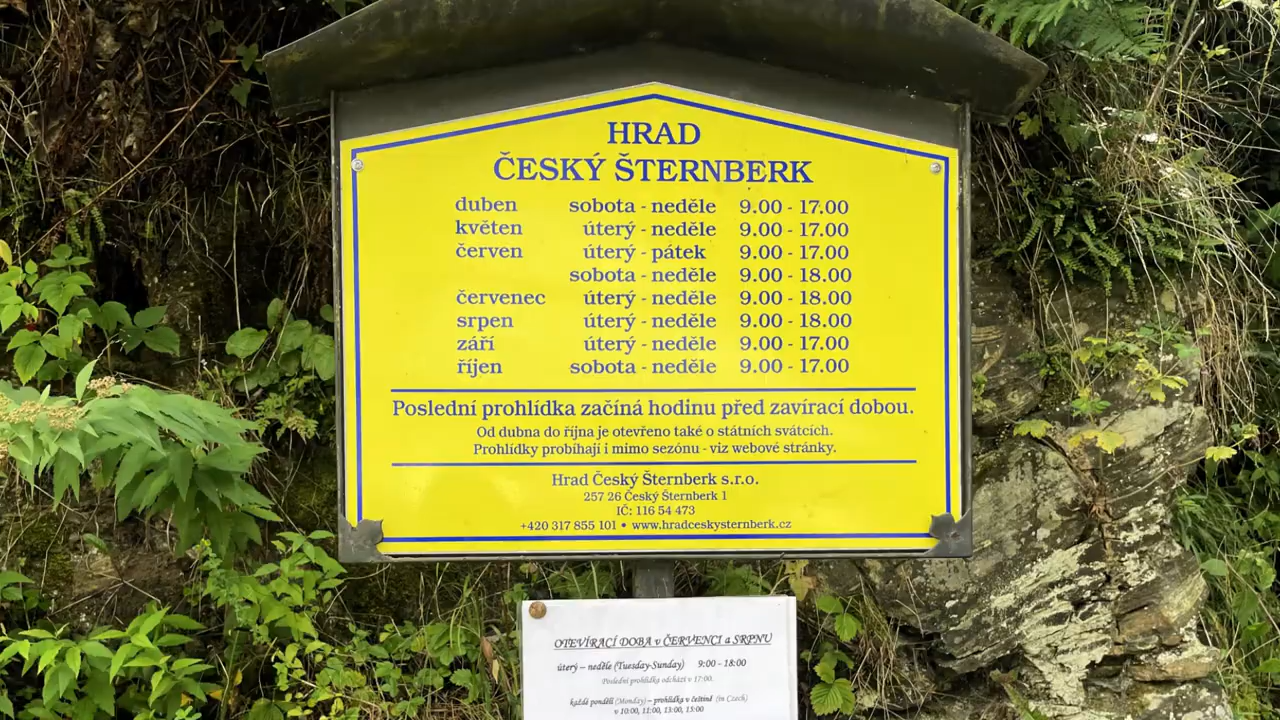 HRAD
ČESKÝ ŠTERNBERK
duben sobota - neděle 9.00 - 17.00
květen úterý - neděle 9.00 - 17.00
červen úterý - pátek 9.00 - 17.00
sobota - neděle 9.00 - 18.00
červenec úterý - neděle 9.00 - 18.00
srpen úterý - neděle 9.00 - 18.00
září úterý - neděle 9.00 - 17.00
říjen sobota - neděle 9.00 - 17.00
Poslední prohlídka začíná hodinu před zavírací dobou.
Od dubna do října je otevřeno také o státních svátcích.
Prohlídky probíhají i mimo sezónu - viz webové stránky.
Hrad Český Šternberk s.r.o.
257 26 Český Šternberk 1
IČ: 116 54 473
+420 317 855 101 • www.hradceskysternberk.cz
OTEVÍRACÍ DOBA v ČERVENCI a SRPNU
úterý – neděle (Tuesday-Sunday) 9:00 - 18:00
Poslední prohlídka odchází v 17:00.
každé pondělí (Monday) – prohlídka v češtině (in Czech)
v 10:00, 11:00, 13:00, 15:00